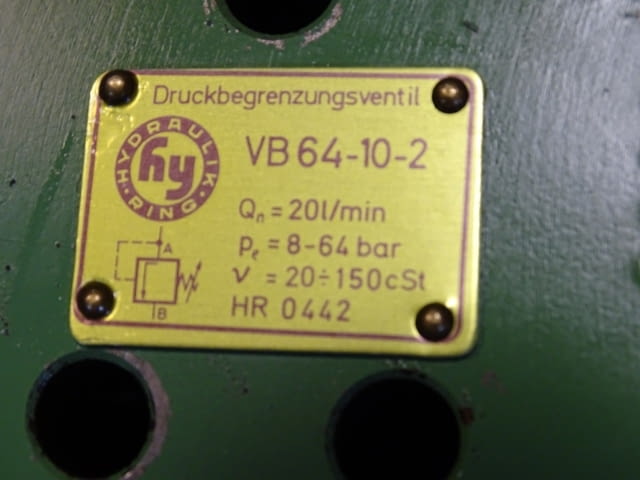 Druckbegrenzungsventil
HYDRAULIK
hy
• RING •
VB 64-10-2
Qn = 20l/min
pe = 8-64 bar
ν = 20÷150cSt
HR 0442
A
B